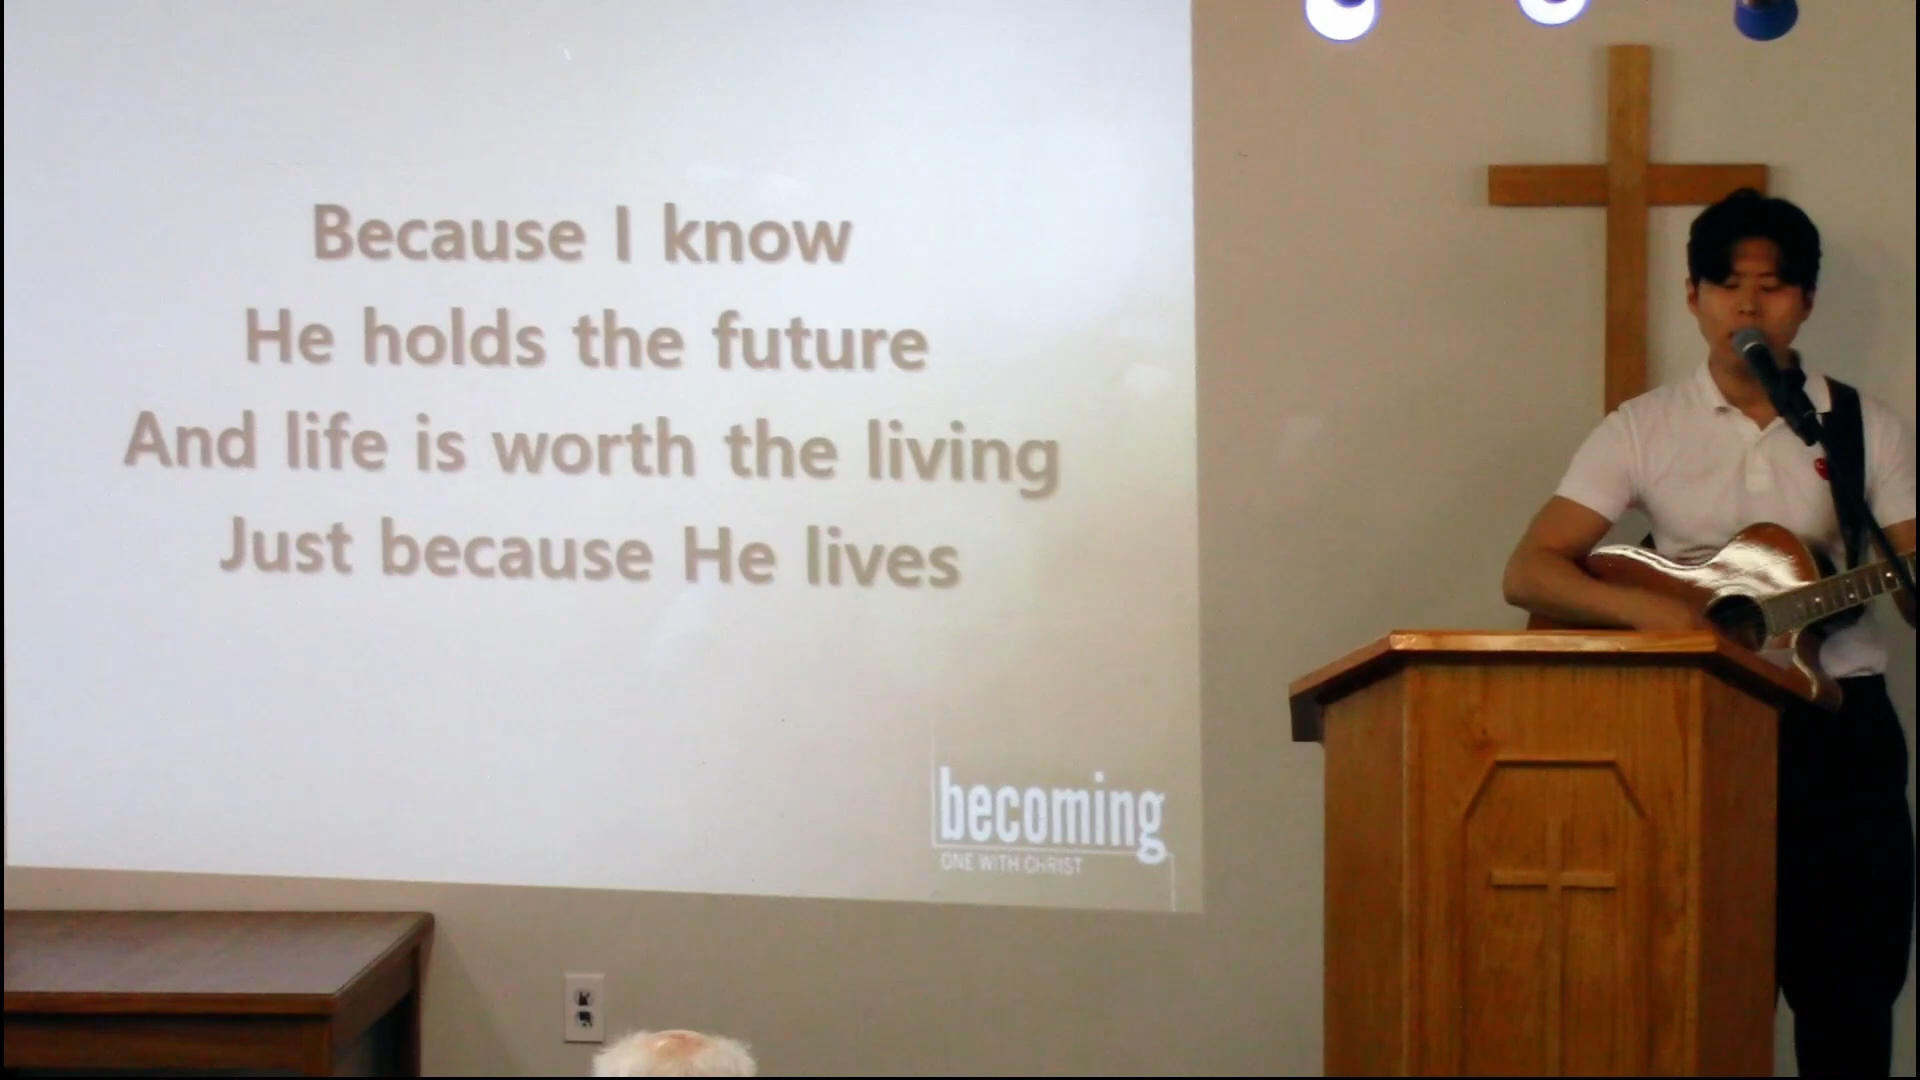 Because I know
He holds the future
And life is worth the living
Just because He lives
becoming
ONE WITH CHRIST